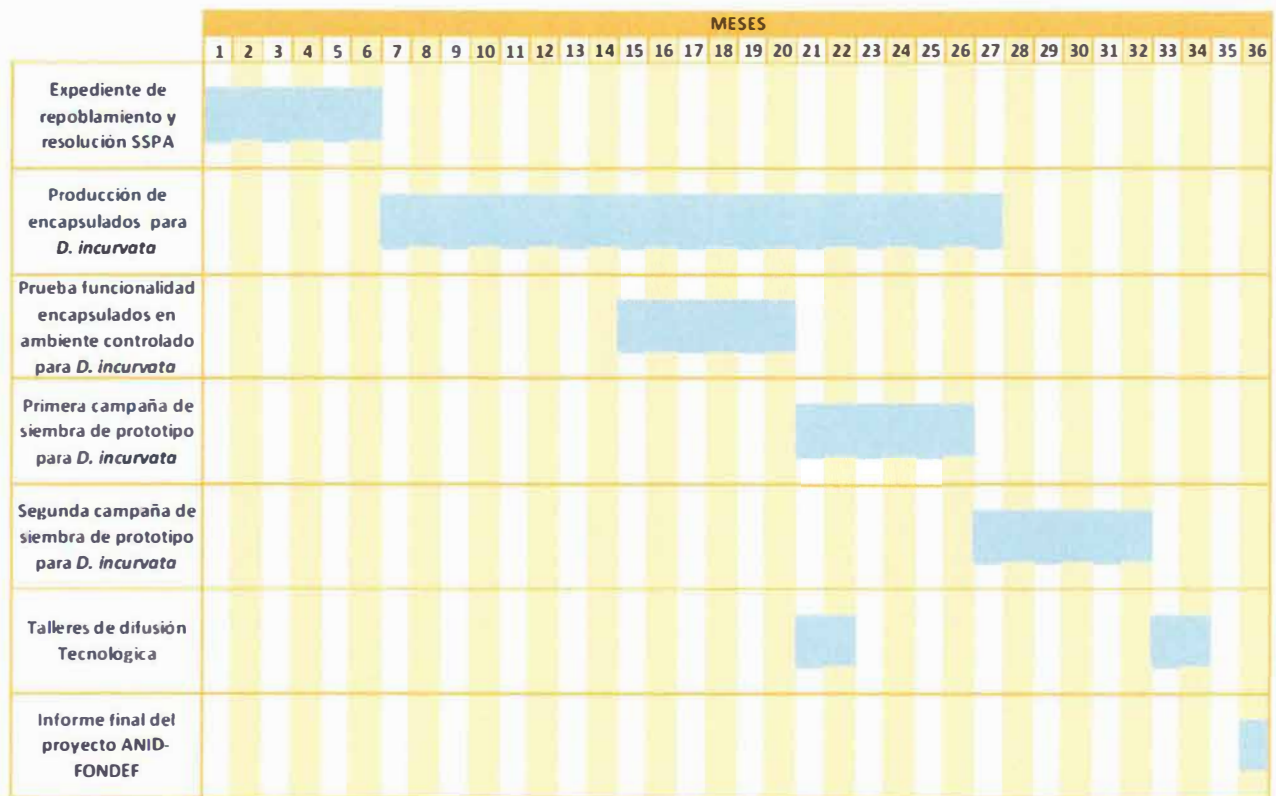 MESES
1 2 3 4 5 6 7 8 9 10 11 12 13 14 15 16 17 18 19 20 21 22 23 24 25 26 27 28 29 30 31 32 33 34 35 36
Expediente de
repoblamiento y
resolución SSPA
Producción de
encapsulados para
D. incurvata
Prueba funcionalidad
encapsulados en
ambiente controlado
para D. incurvata
Primera campaña de
siembra de prototipo
para D. incurvata
Segunda campaña de
siembra de prototipo
para D. incurvata
Talleres de difusión
Tecnologica
Informe final del
proyecto ANID-
FONDEF